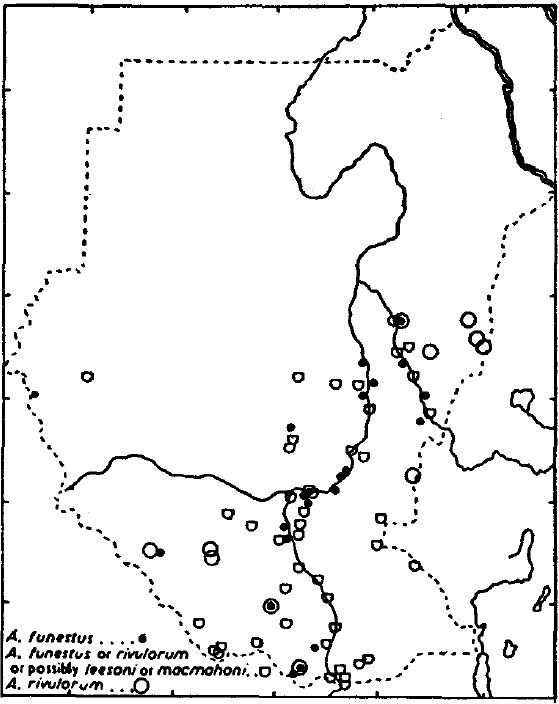 A. funestus ....
A. funestus or rivulorum
or possibly leesoni or macmahoni..
A. rivulorum ...